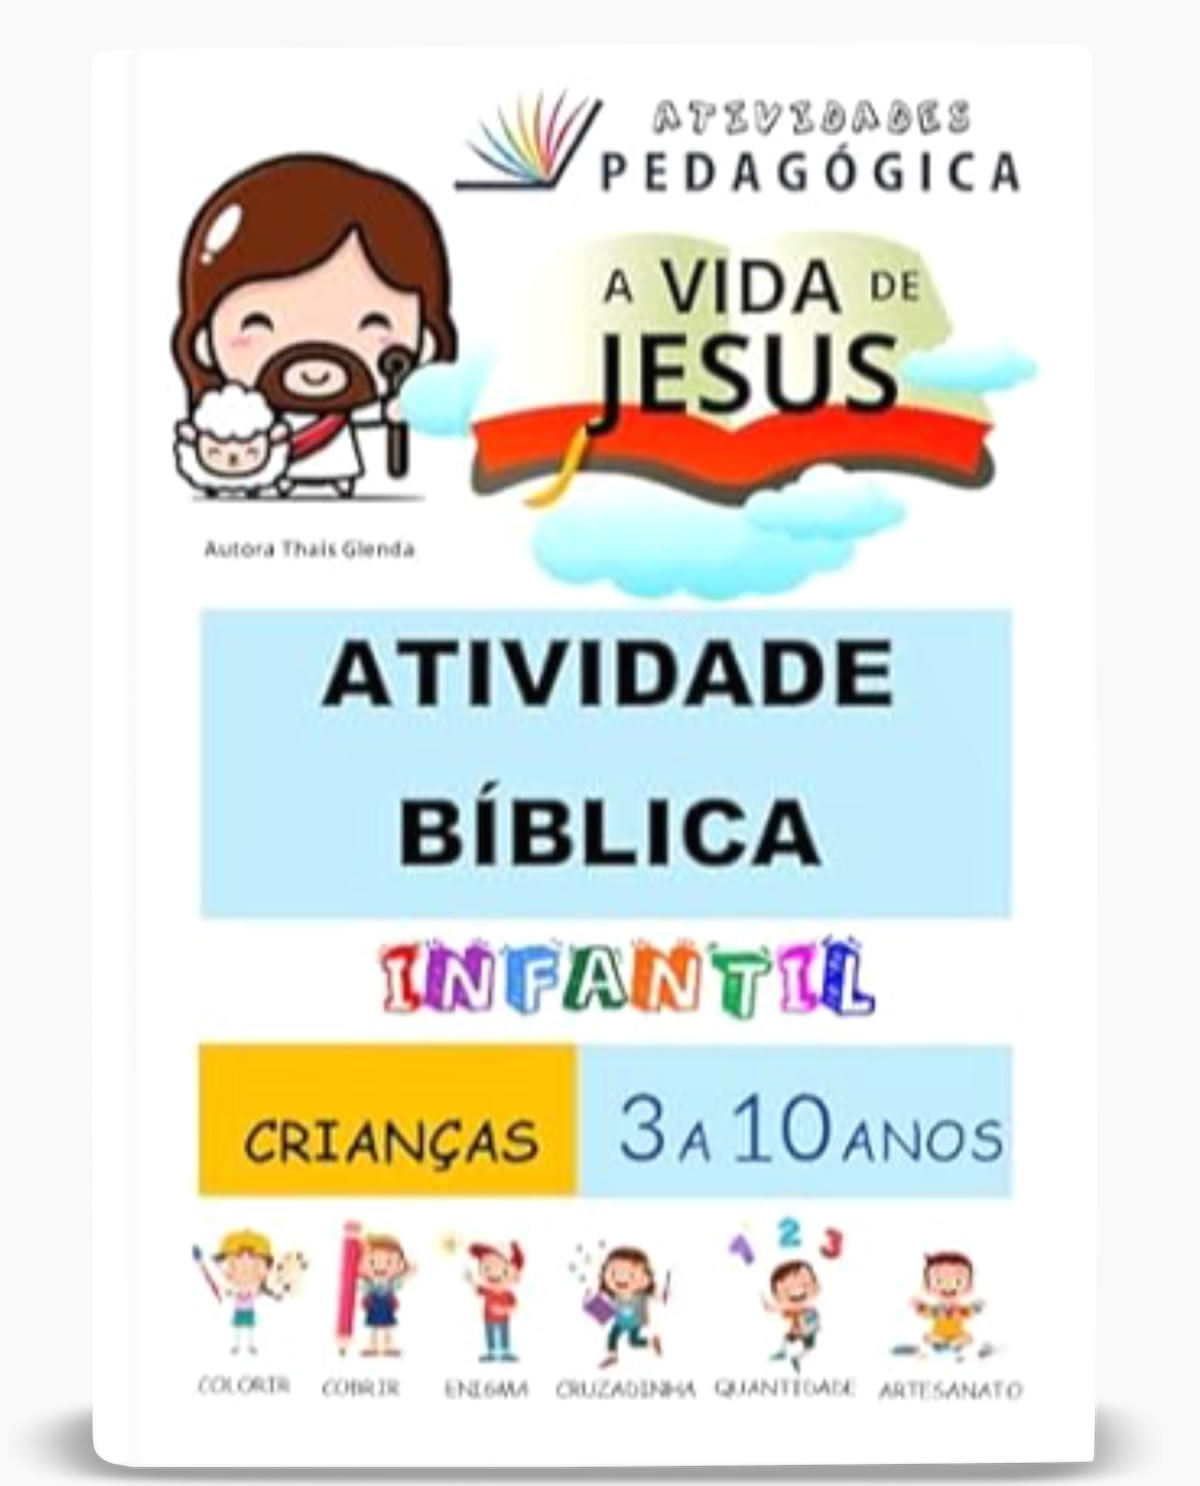 ATIVIDADES
PEDAGÓGICA
A VIDA DE
JESUS
Autora Thaís Glenda
ATIVIDADE
BÍBLICA
INFANTIL
CRIANÇAS
3 A 10 ANOS
1 2 3
COLORIR COBRIR ENIGMA CRUZADINHA QUANTIDADE ARTESANATO